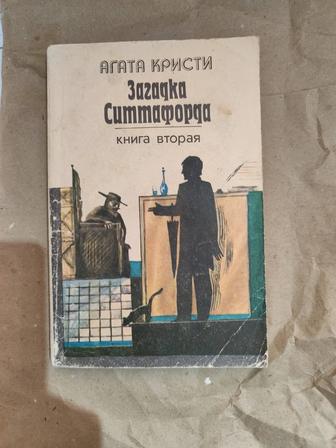 АГАТА КРИСТИ
Загадка
Ситтафорда
КНИГА ВТОРАЯ